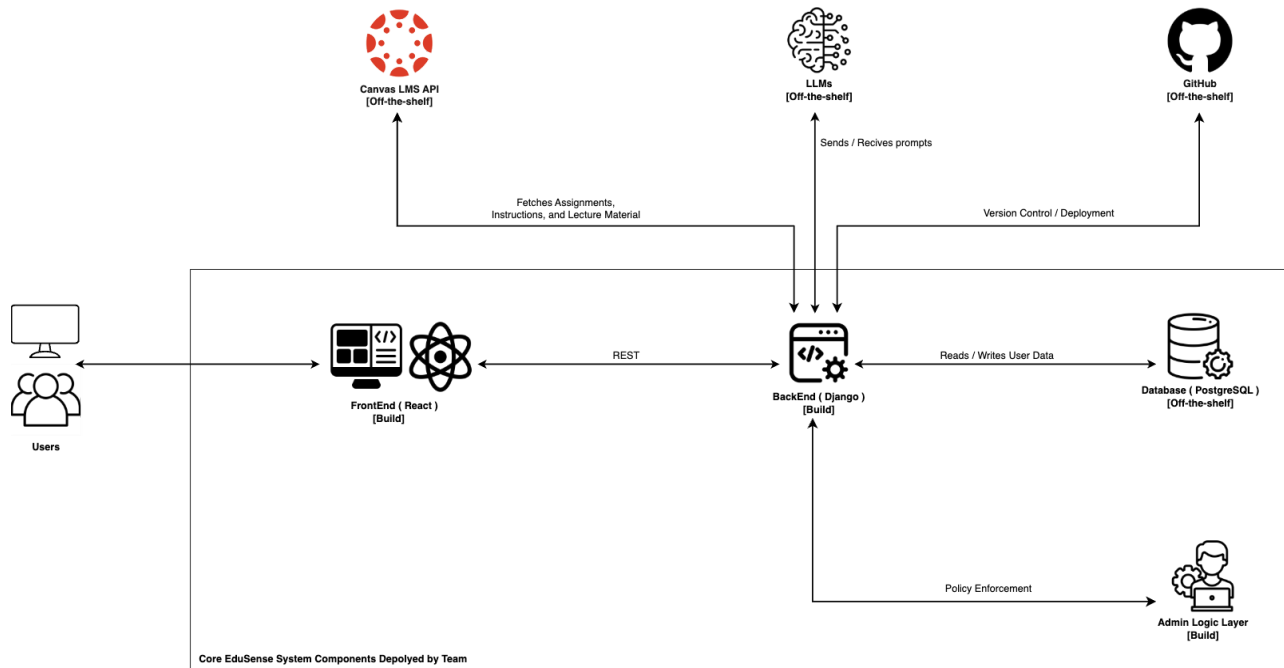 Canvas LMS API
[Off-the-shelf]
LLMs
[Off-the-shelf]
GitHub
[Off-the-shelf]
Sends / Recives prompts
Fetches Assignments,
Instructions, and Lecture Material
Version Control / Deployment
Users
FrontEnd ( React )
[Build]
REST
BackEnd ( Django )
[Build]
Reads / Writes User Data
Database ( PostgreSQL )
[Off-the-shelf]
Policy Enforcement
Admin Logic Layer
[Build]
Core EduSense System Components Depolyed by Team